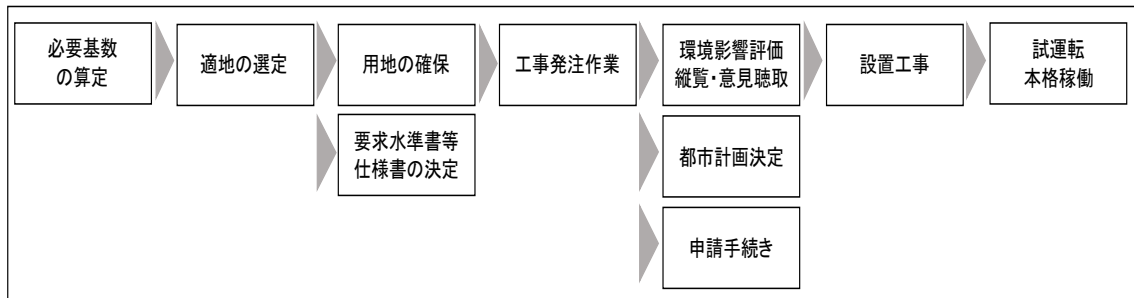 必要基数
の算定
適地の選定
用地の確保
要求水準書等
仕様書の決定
工事発注作業
環境影響評価
縦覧・意見聴取
都市計画決定
申請手続き
設置工事
試運転
本格稼働